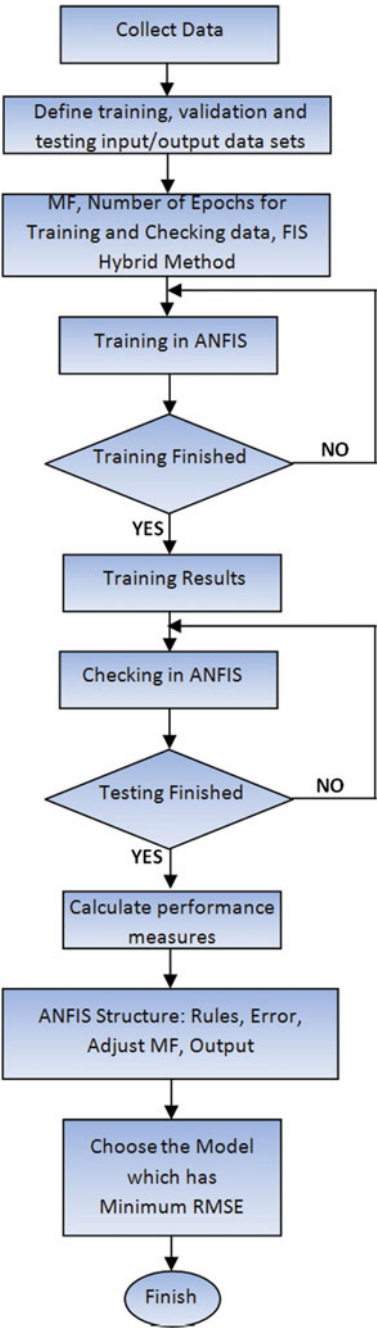 Collect Data
Define training, validation and
testing input/output data sets
MF, Number of Epochs for
Training and Checking data, FIS
Hybrid Method
Training in ANFIS
Training Finished
NO
YES
Training Results
Checking in ANFIS
Testing Finished
NO
YES
Calculate performance
measures
ANFIS Structure: Rules, Error,
Adjust MF, Output
Choose the Model
which has
Minimum RMSE
Finish